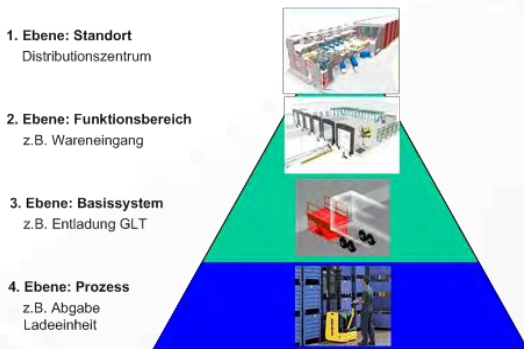 1. Ebene: Standort
Distributionszentrum
2. Ebene: Funktionsbereich
z.B. Wareneingang
3. Ebene: Basissystem
z.B. Entladung GLT
4. Ebene: Prozess
z.B. Abgabe
Ladeeinheit